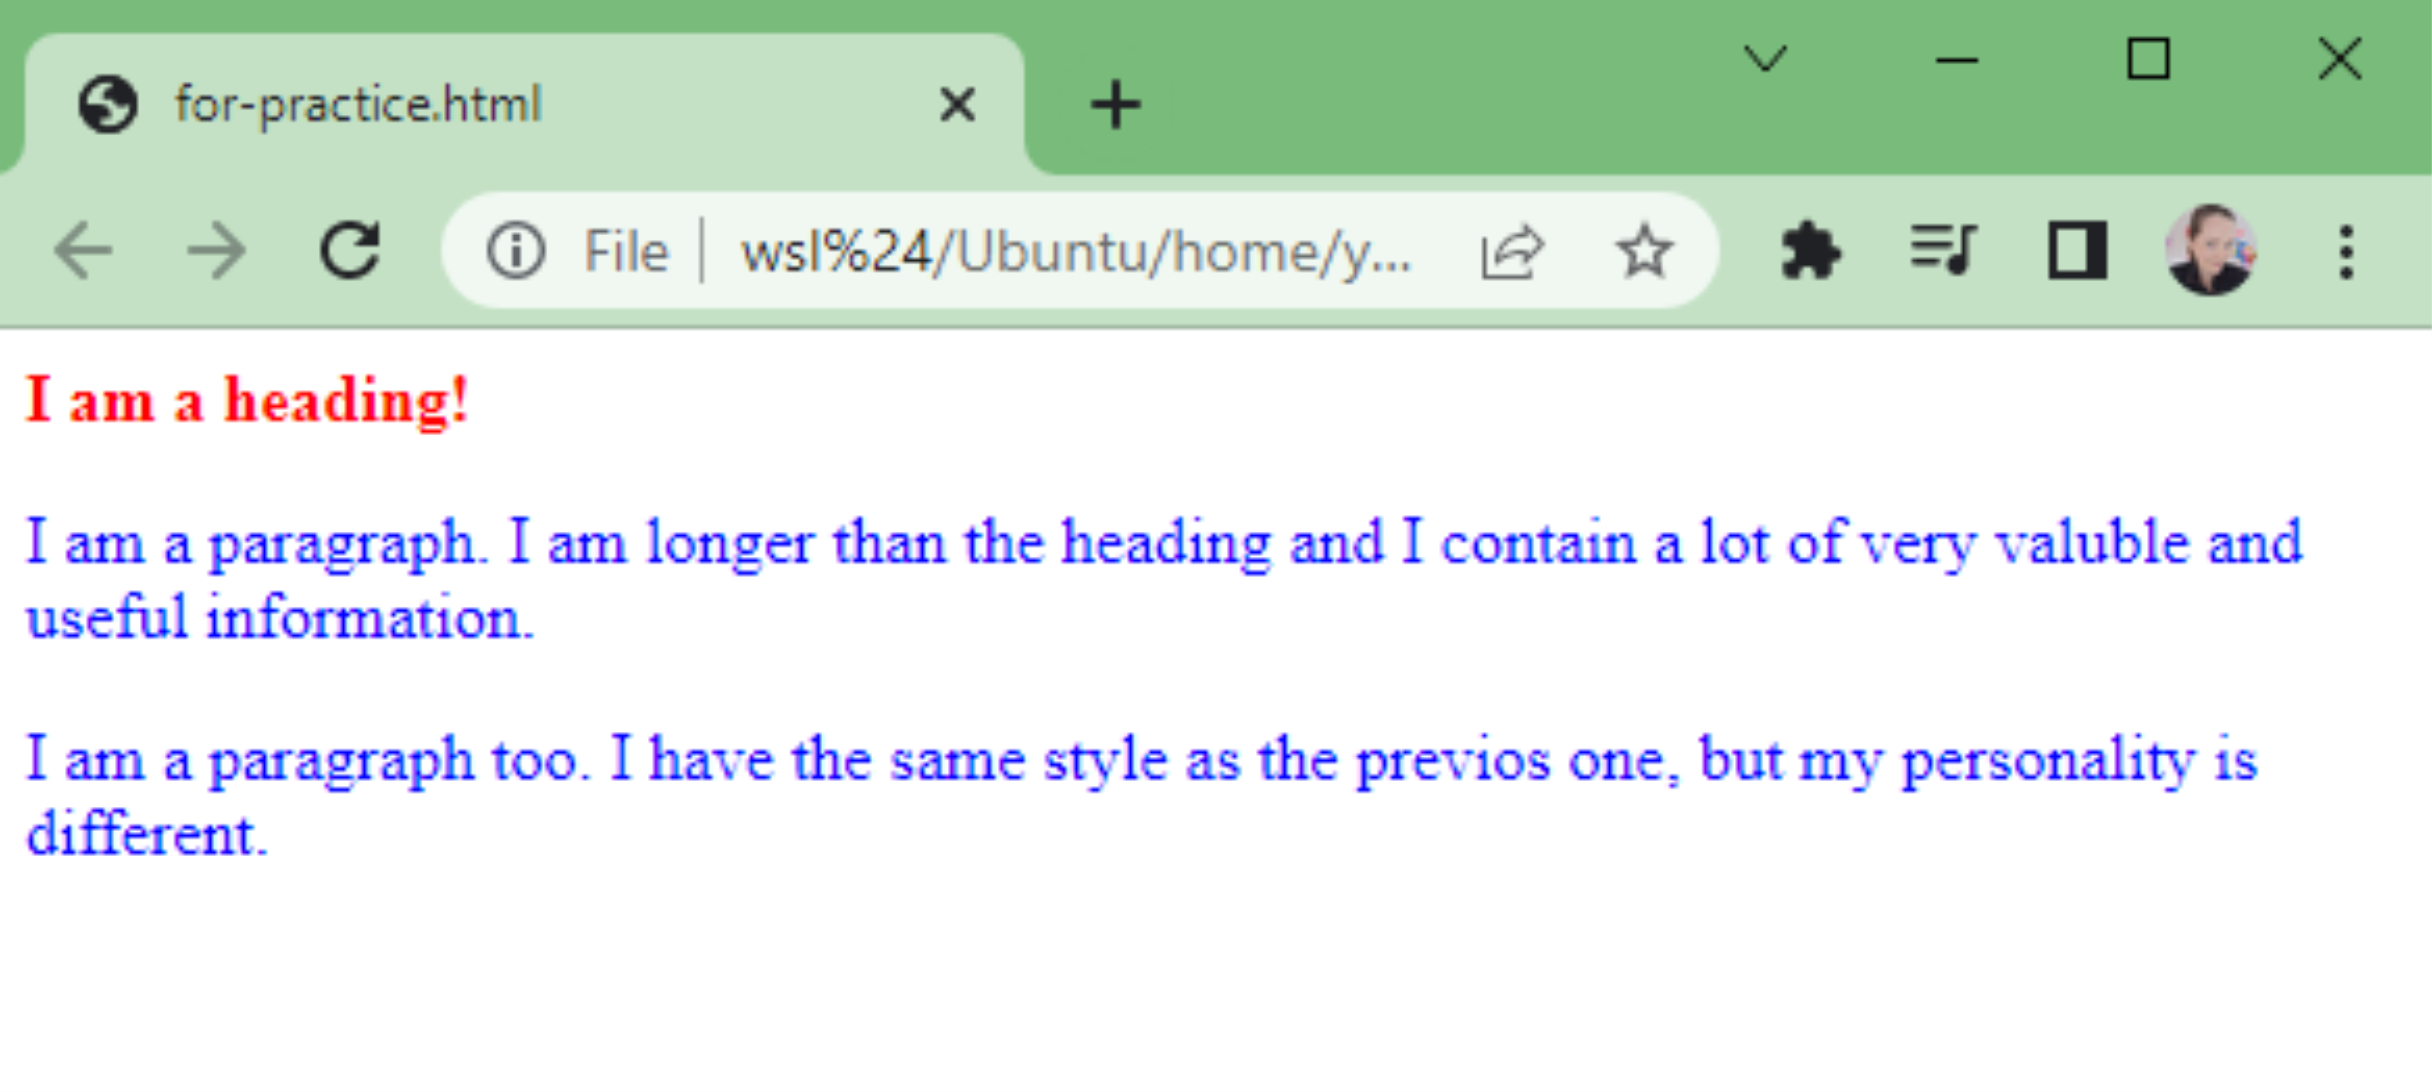 for-practice.html
File wsl%24/Ubuntu/home/y...
I am a heading!
I am a paragraph. I am longer than the heading and I contain a lot of very valuble and
useful information.
I am a paragraph too. I have the same style as the previos one, but my personality is
different.